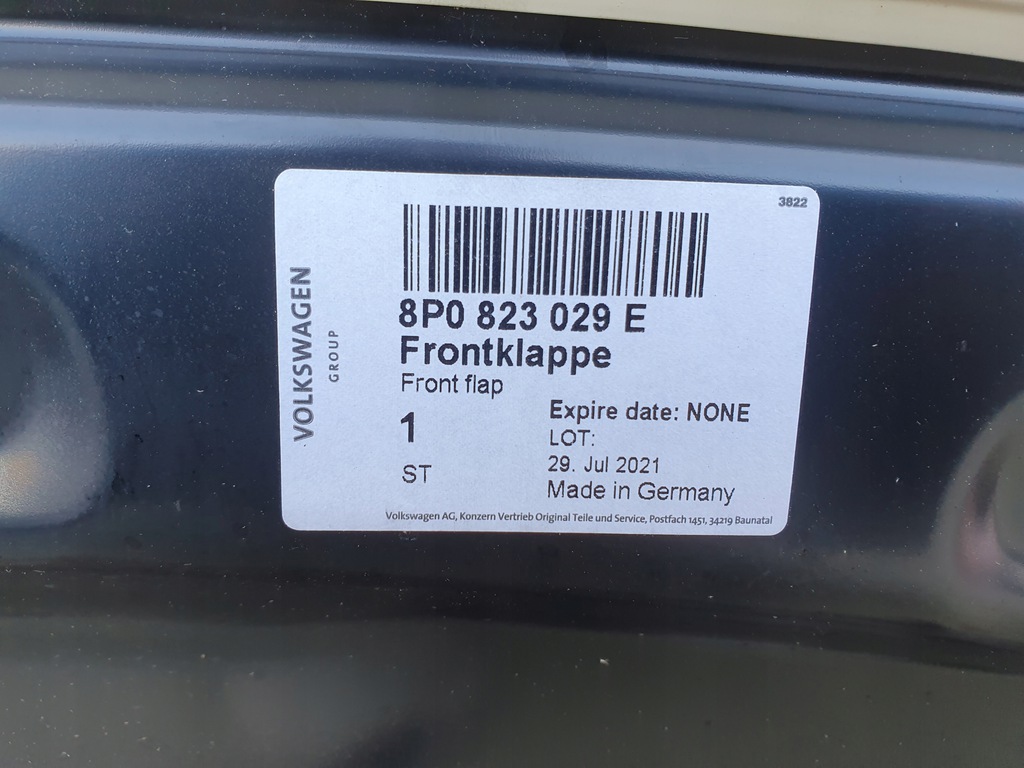 3822
VOLKSWAGEN
GROUP
8P0 823 029 E
Frontklappe
Front flap
1
ST
Expire date: NONE
LOT:
29. Jul 2021
Made in Germany
Volkswagen AG, Konzern Vertrieb Original Teile und Service, Postfach 1451, 34219 Baunatal